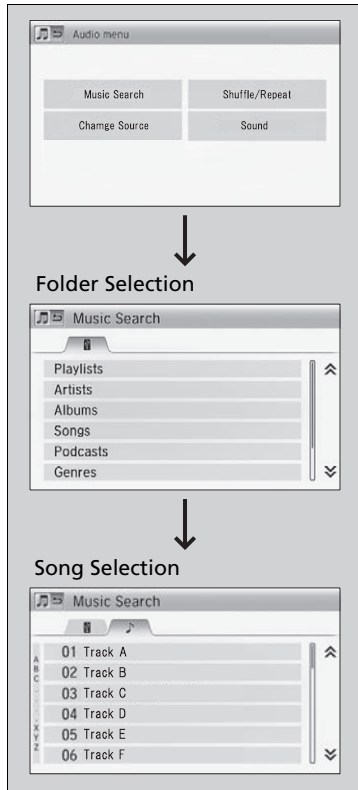 Audio menu
Music Search Shuffle/Repeat
Chamge Source Sound
Folder Selection
Music Search
Playlists
Artists
Albums
Songs
Podcasts
Genres
Song Selection
Music Search
A
B
C
01 Track A
02 Track B
03 Track C
04 Track D
05 Track E
06 Track F
X
Y
Z